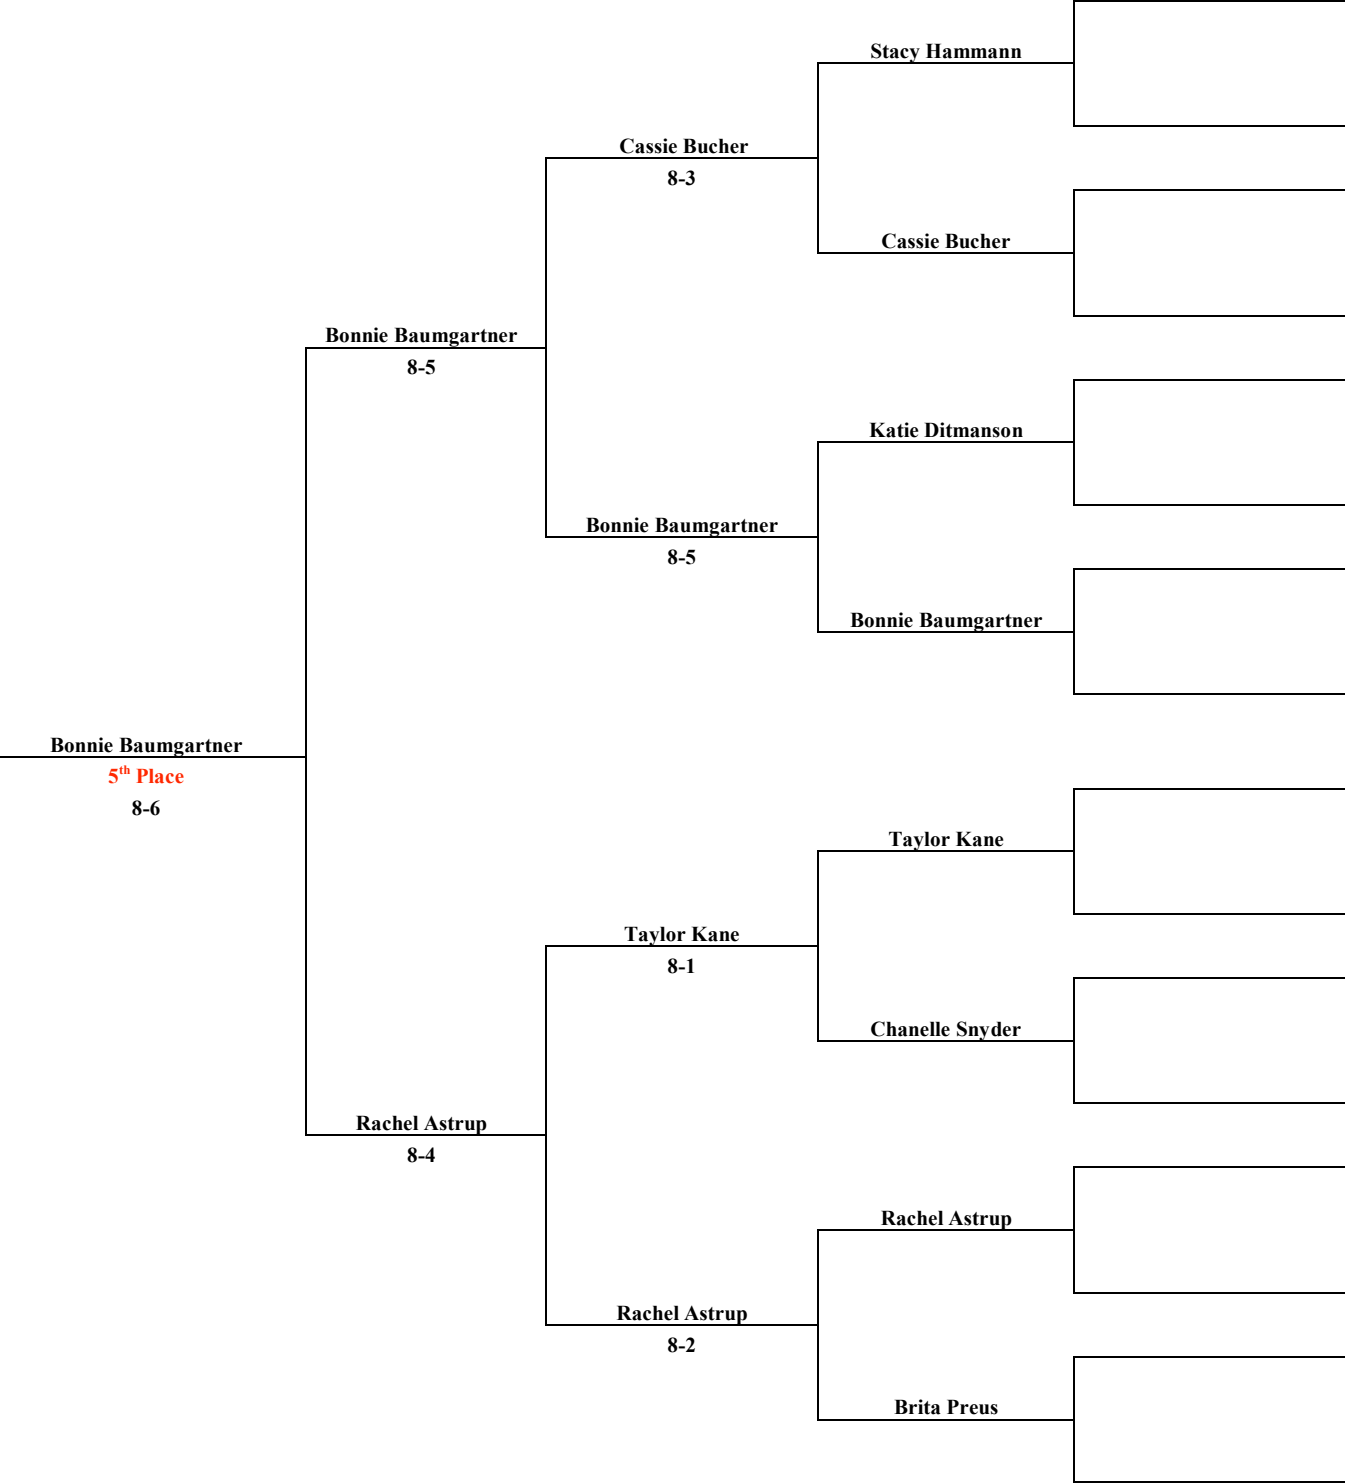 Stacy Hammann
Cassie Bucher
8-3
Cassie Bucher
Bonnie Baumgartner
8-5
Katie Ditmanson
Bonnie Baumgartner
8-5
Bonnie Baumgartner
Bonnie Baumgartner
5th Place
8-6
Taylor Kane
Taylor Kane
8-1
Chanelle Snyder
Rachel Astrup
8-4
Rachel Astrup
Rachel Astrup
8-2
Brita Preus